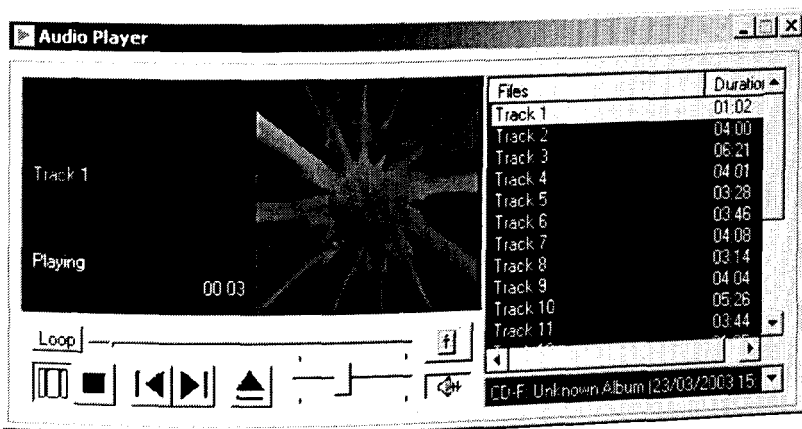 Audio Player
Track 1
Playing
00:03
Loop
f
Files Duration
Track 1 01:02
Track 2 04:00
Track 3 06:21
Track 4 04:01
Track 5 03:28
Track 6 03:46
Track 7 04:08
Track 8 03:14
Track 9 04:04
Track 10 05:26
Track 11 03:44
CD-F: Unknown Album (23/03/2003 15